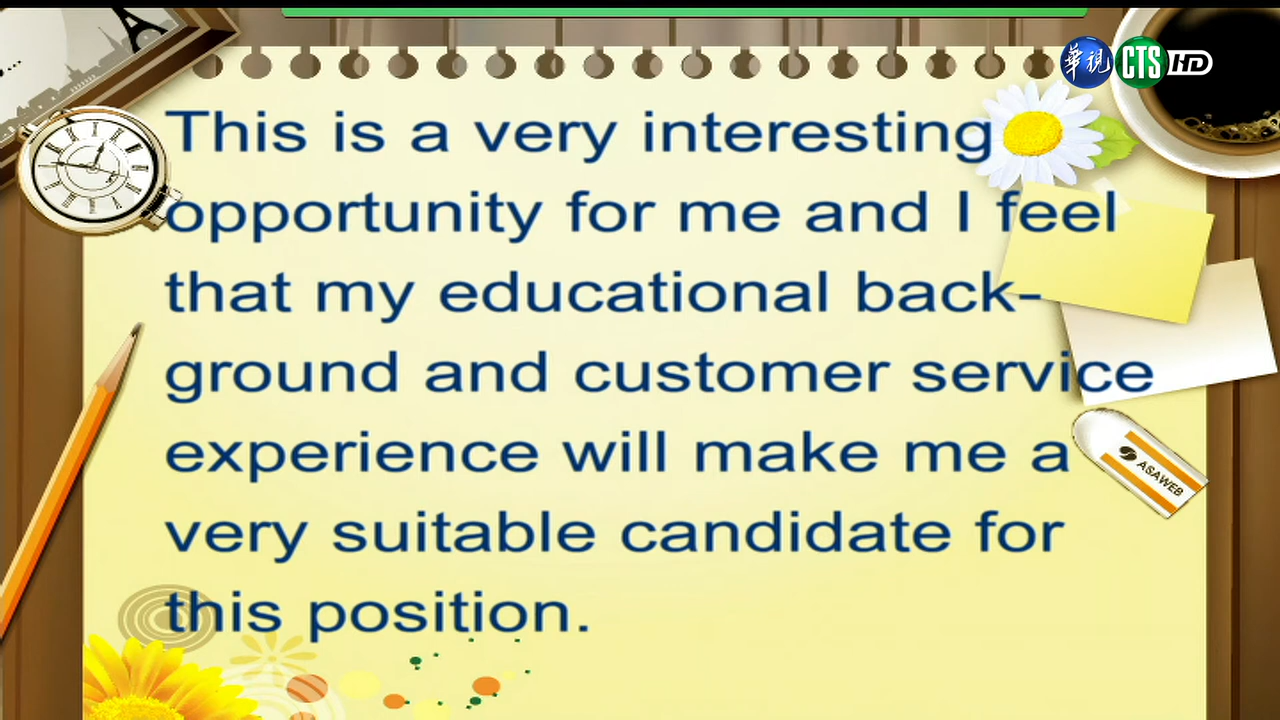 華視 CTS HD
This is a very interesting
opportunity for me and I feel
that my educational back-
ground and customer service
experience will make me a
very suitable candidate for
this position.
ASAWEB